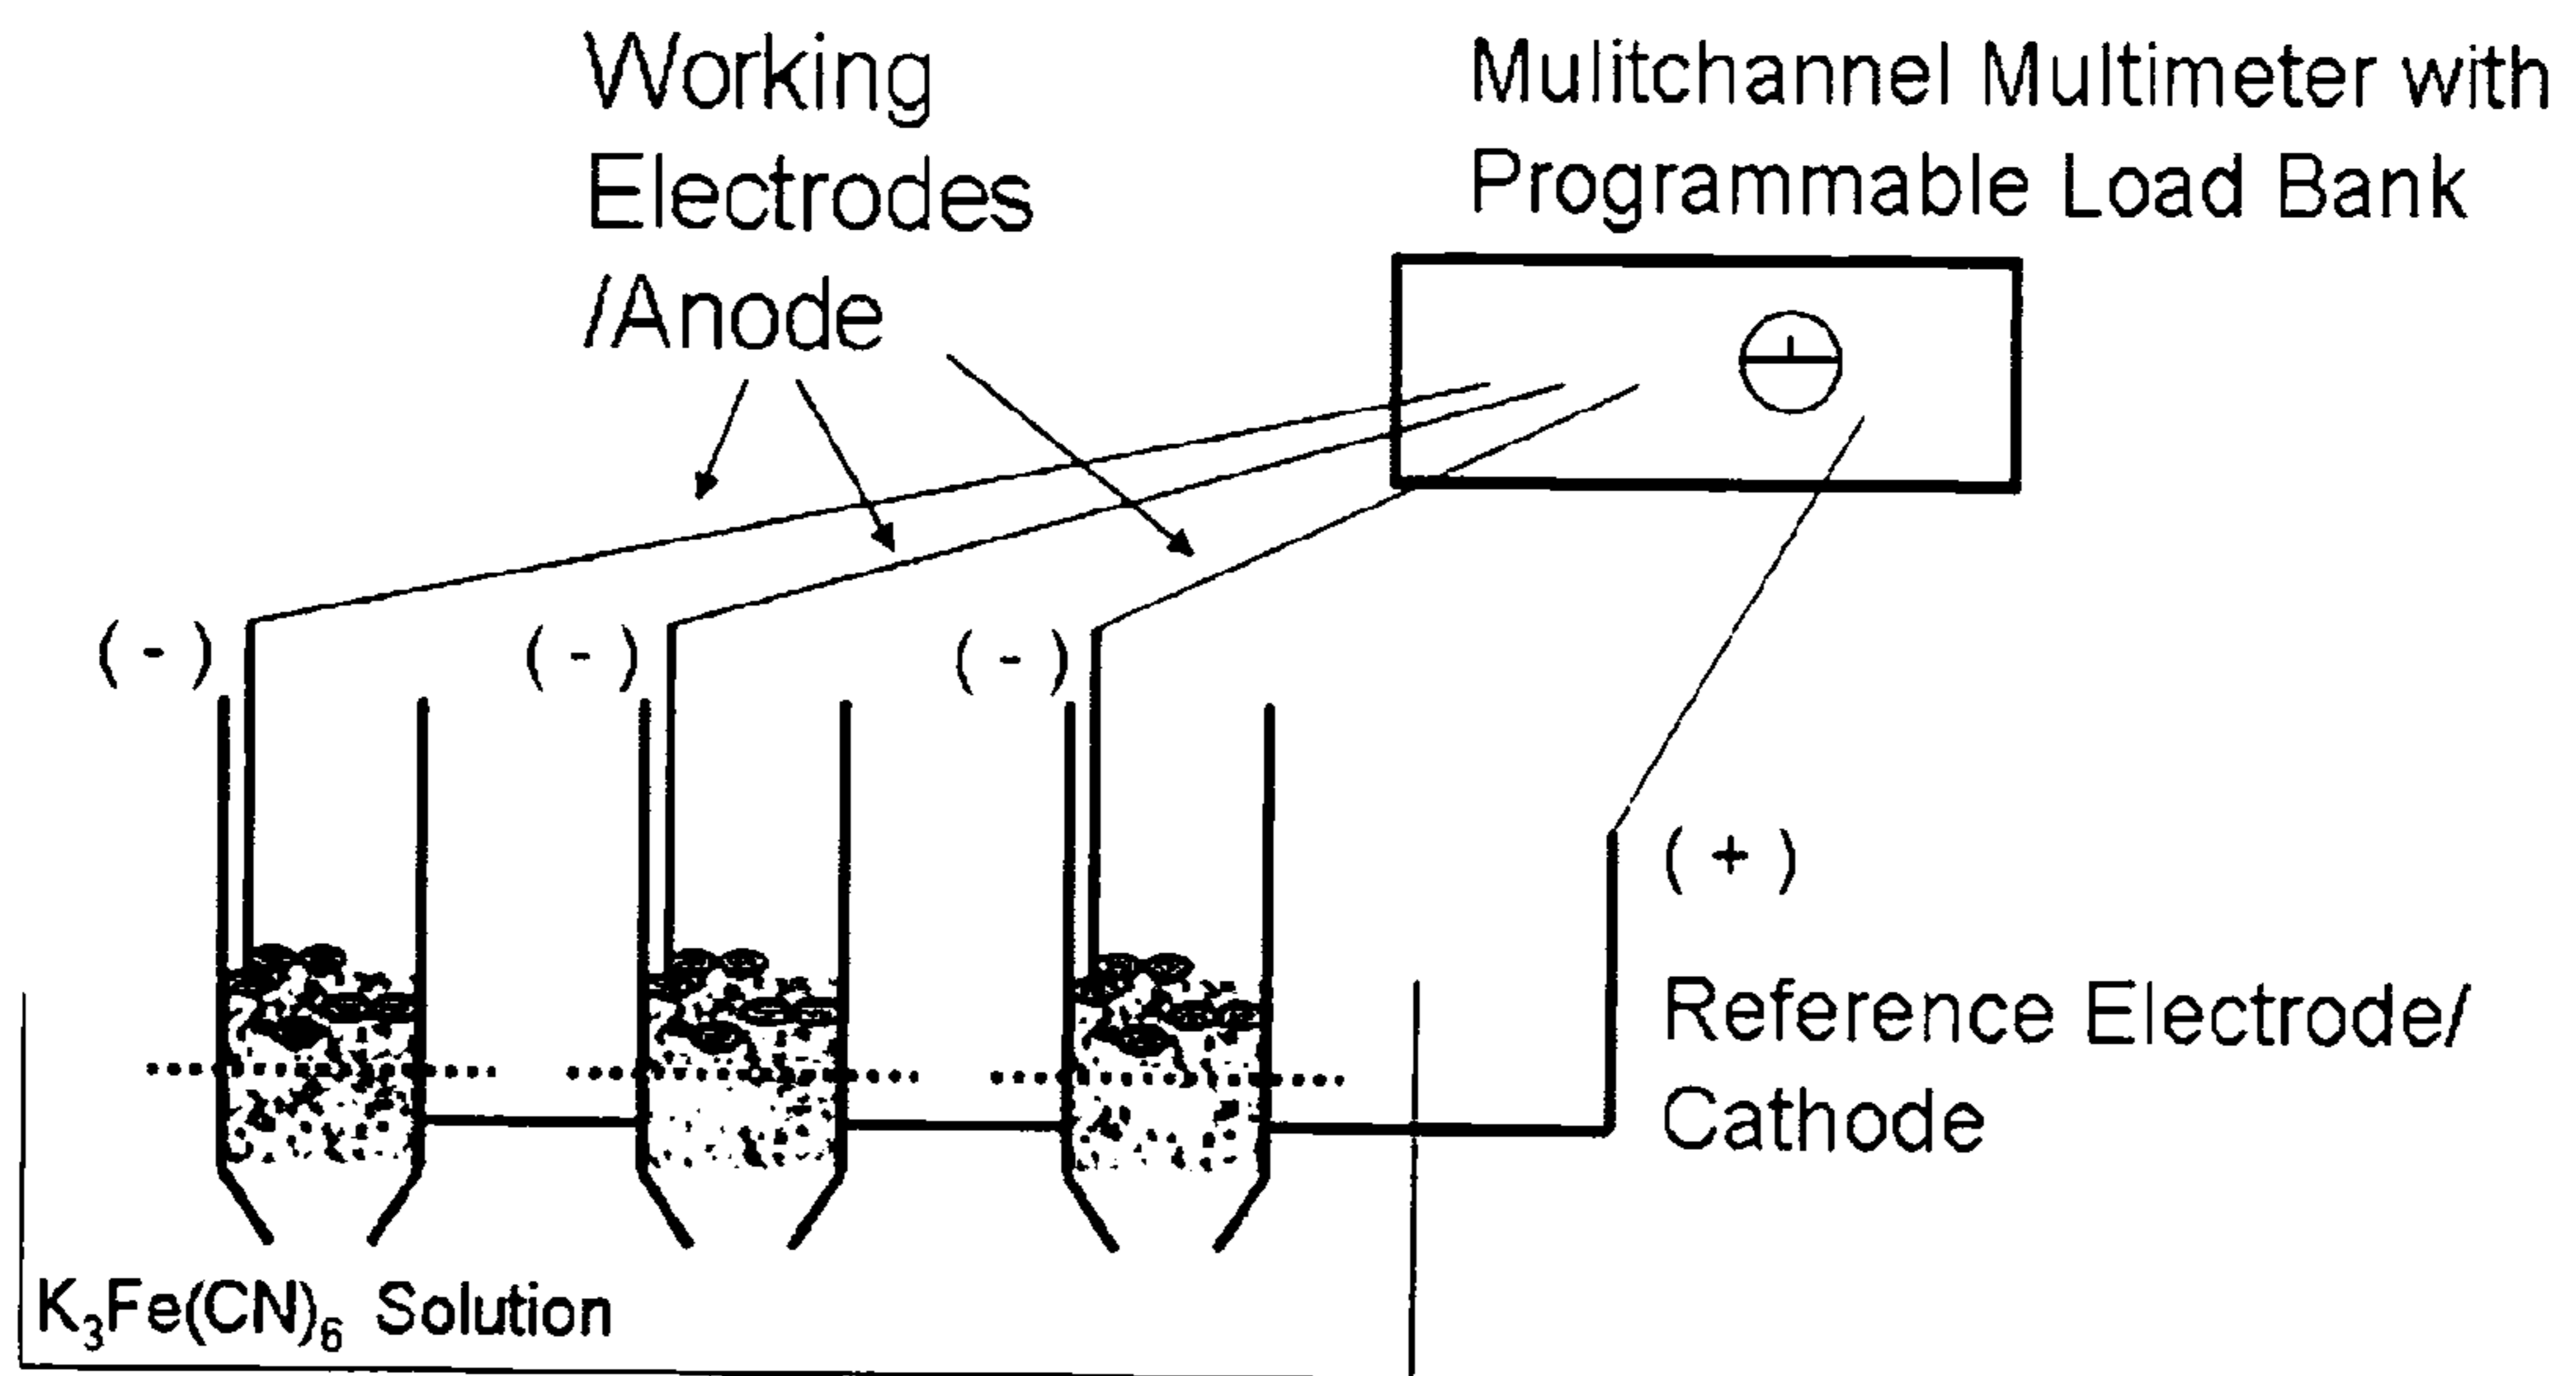 Working
Electrodes
/Anode
Mulitchannel Multimeter with
Programmable Load Bank
(-)
(-)
(-)
(+)
Reference Electrode/
Cathode
K₃Fe(CN)₆ Solution